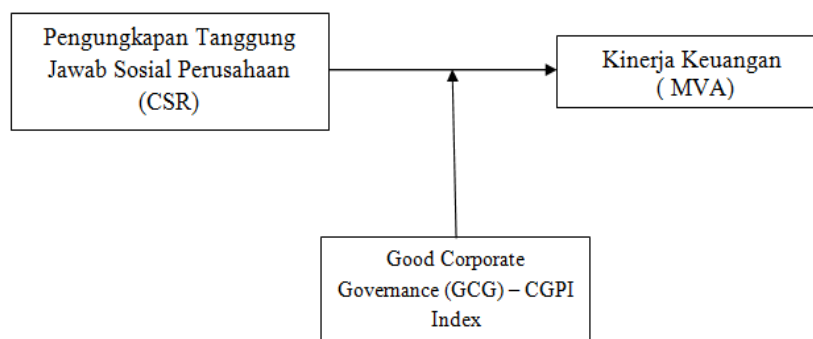 Pengungkapan Tanggung
Jawab Sosial Perusahaan
(CSR)
Kinerja Keuangan
( MVA)
Good Corporate
Governance (GCG) – CGPI
Index